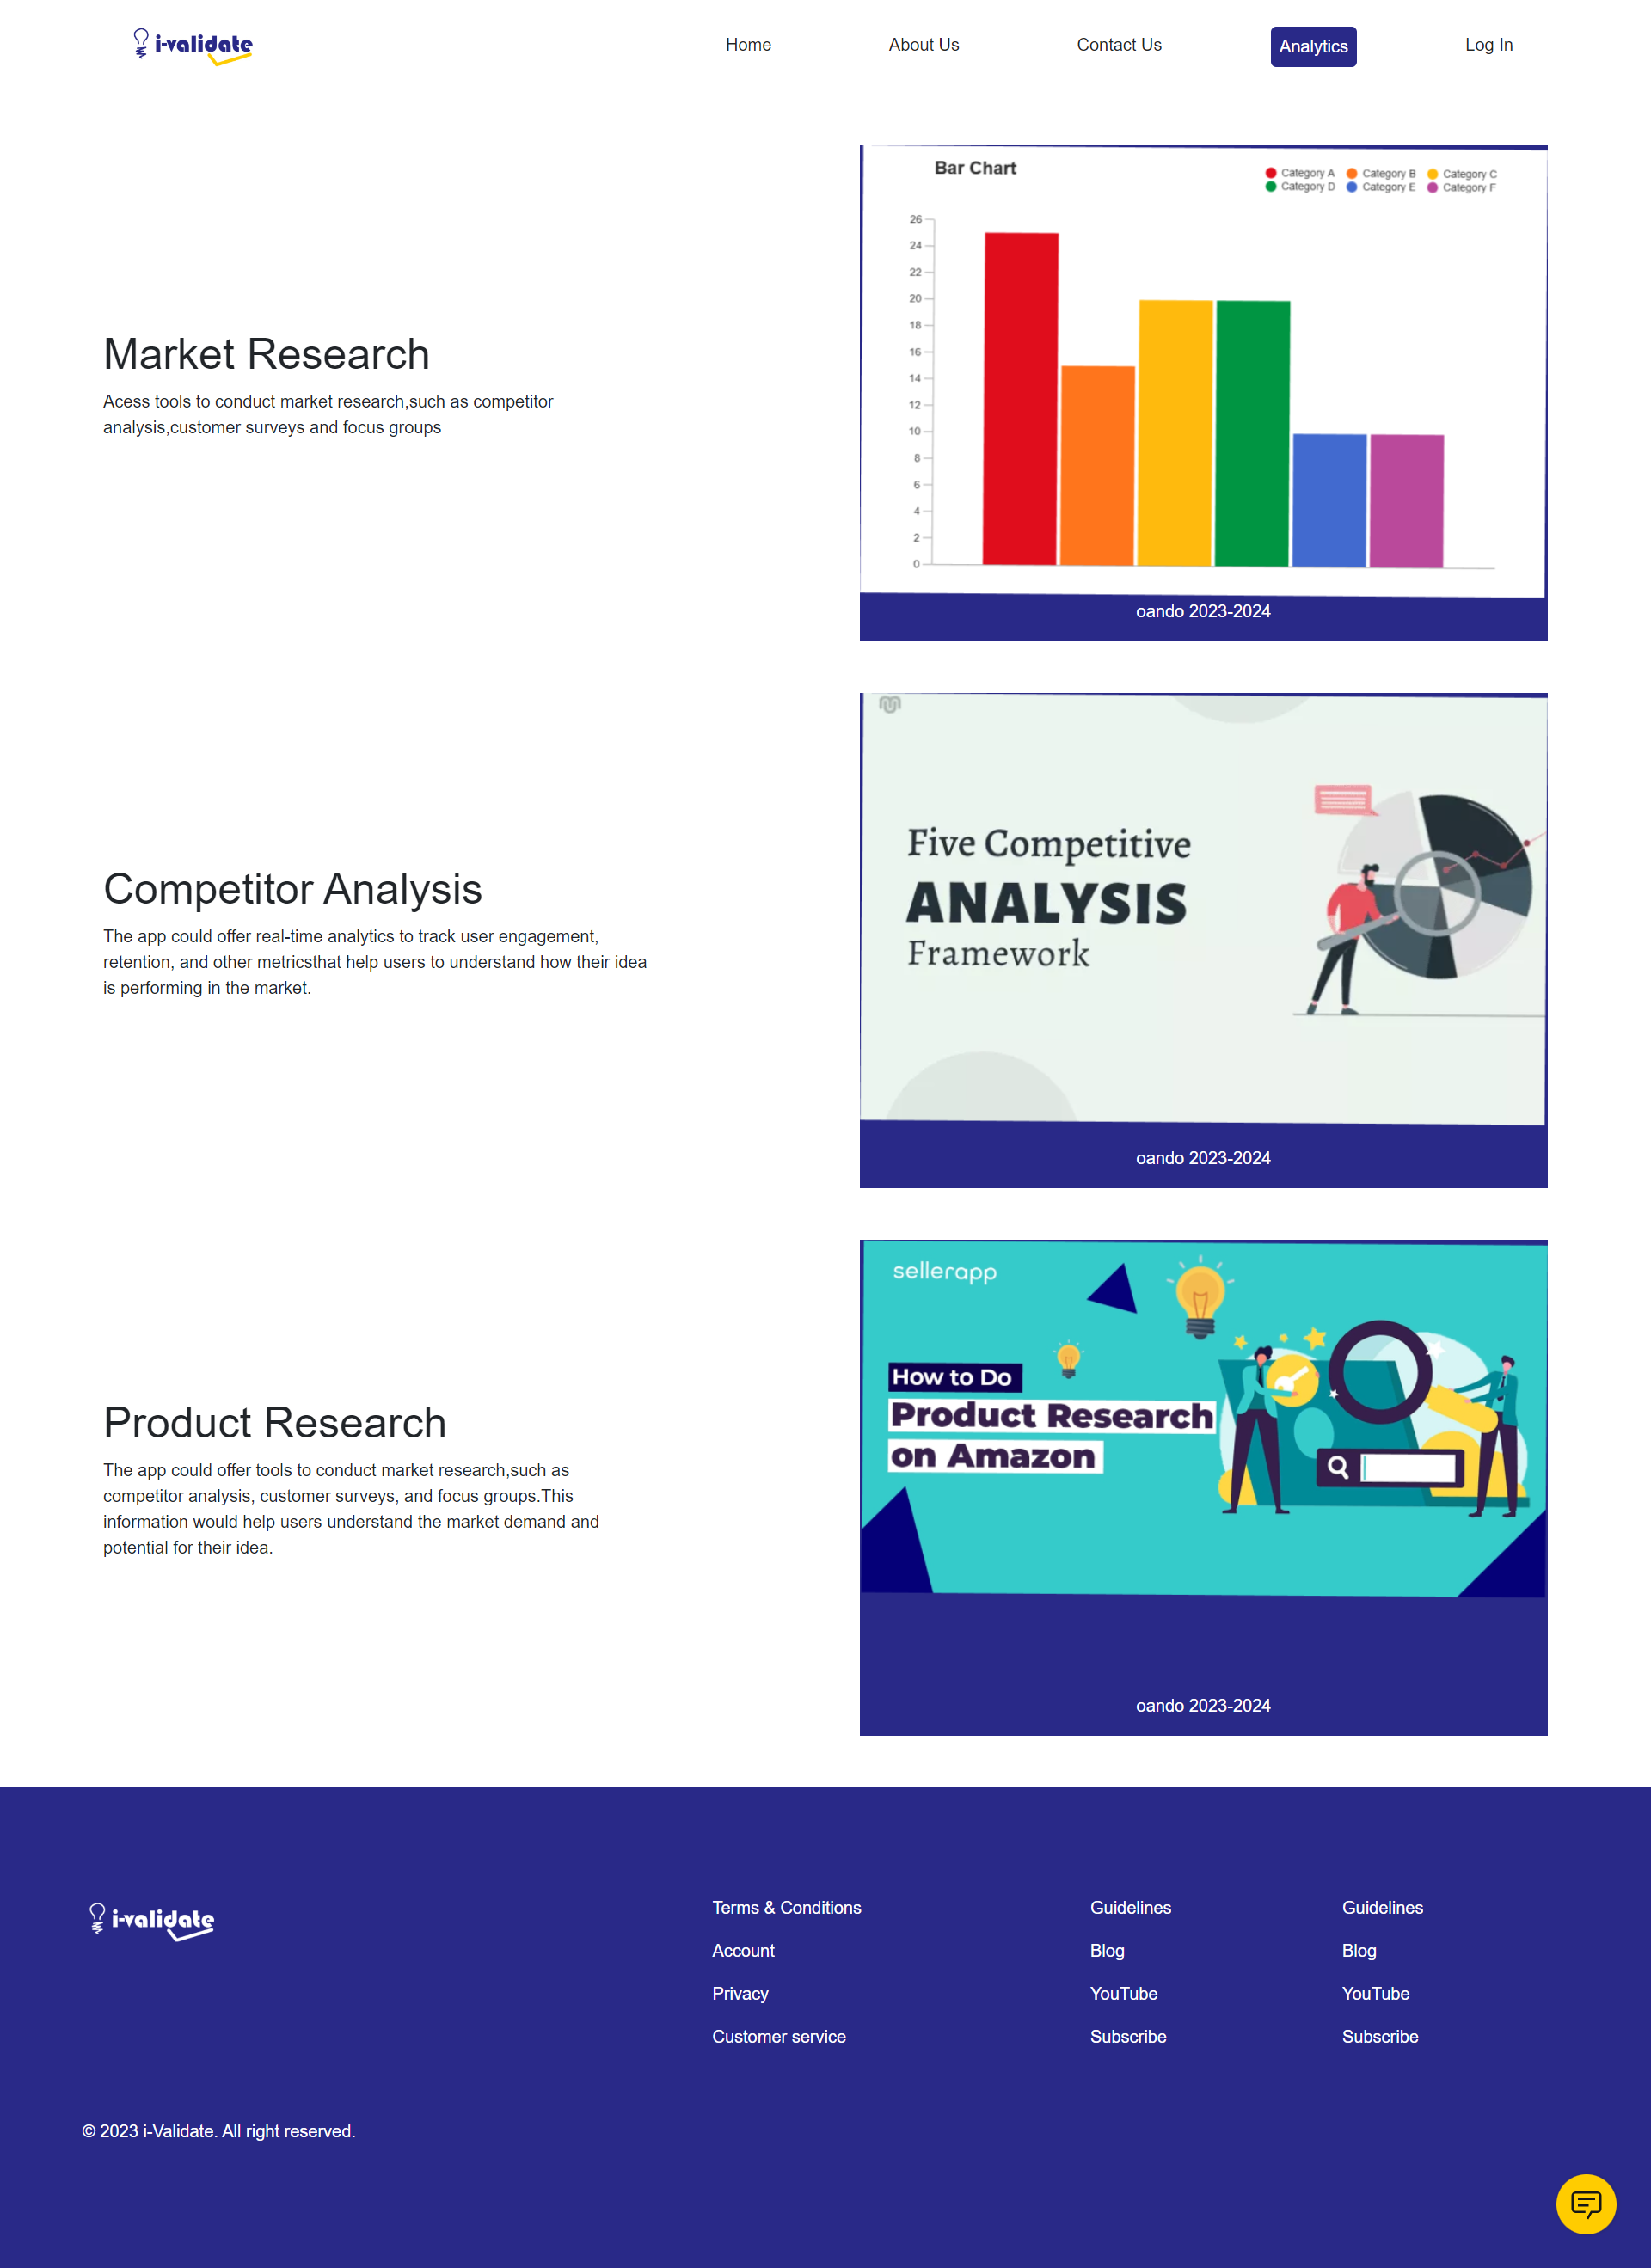 i-validate
Home
About Us
Contact Us
Analytics
Log In
Market Research
Acess tools to conduct market research,such as competitor
analysis,customer surveys and focus groups
Bar Chart
Category A
Category B
Category C
Category D
Category E
Category F
26
24
22
20
18
16
14
12
10
8
6
4
2
0
oando 2023-2024
Competitor Analysis
The app could offer real-time analytics to track user engagement,
retention, and other metricsthat help users to understand how their idea
is performing in the market.
Five Competitive
ANALYSIS
Framework
oando 2023-2024
Product Research
The app could offer tools to conduct market research,such as
competitor analysis, customer surveys, and focus groups.This
information would help users understand the market demand and
potential for their idea.
sellerapp
How to Do
Product Research
on Amazon
oando 2023-2024
i-validate
Terms & Conditions
Account
Privacy
Customer service
Guidelines
Blog
YouTube
Subscribe
Guidelines
Blog
YouTube
Subscribe
© 2023 i-Validate. All right reserved.